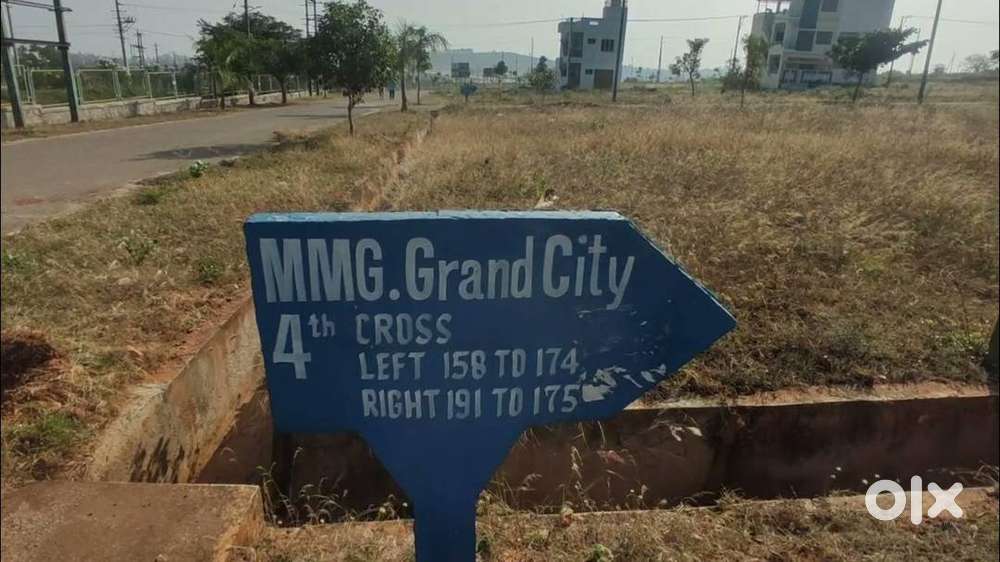 MMG.Grand City
4th CROSS
LEFT 158 TO 174
RIGHT 191 TO 175
olx